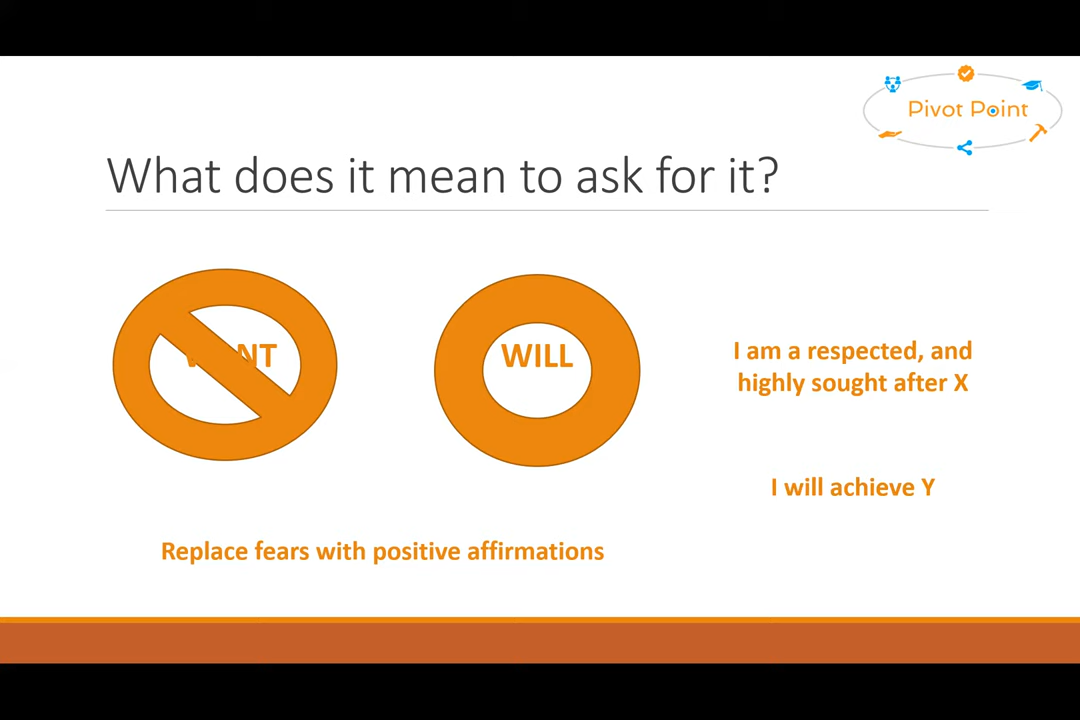 Pivot Point
What does it mean to ask for it?
WANT
WILL
I am a respected, and
highly sought after X
I will achieve Y
Replace fears with positive affirmations